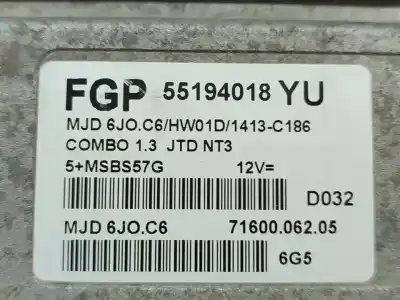 FGP 55194018 YU
MJD 6JO.C6/HW01D/1413-C186
COMBO 1.3 JTD NT3
5+MSBS57G 12V=
D032
MJD 6JO.C6 71600.062.05
6G5